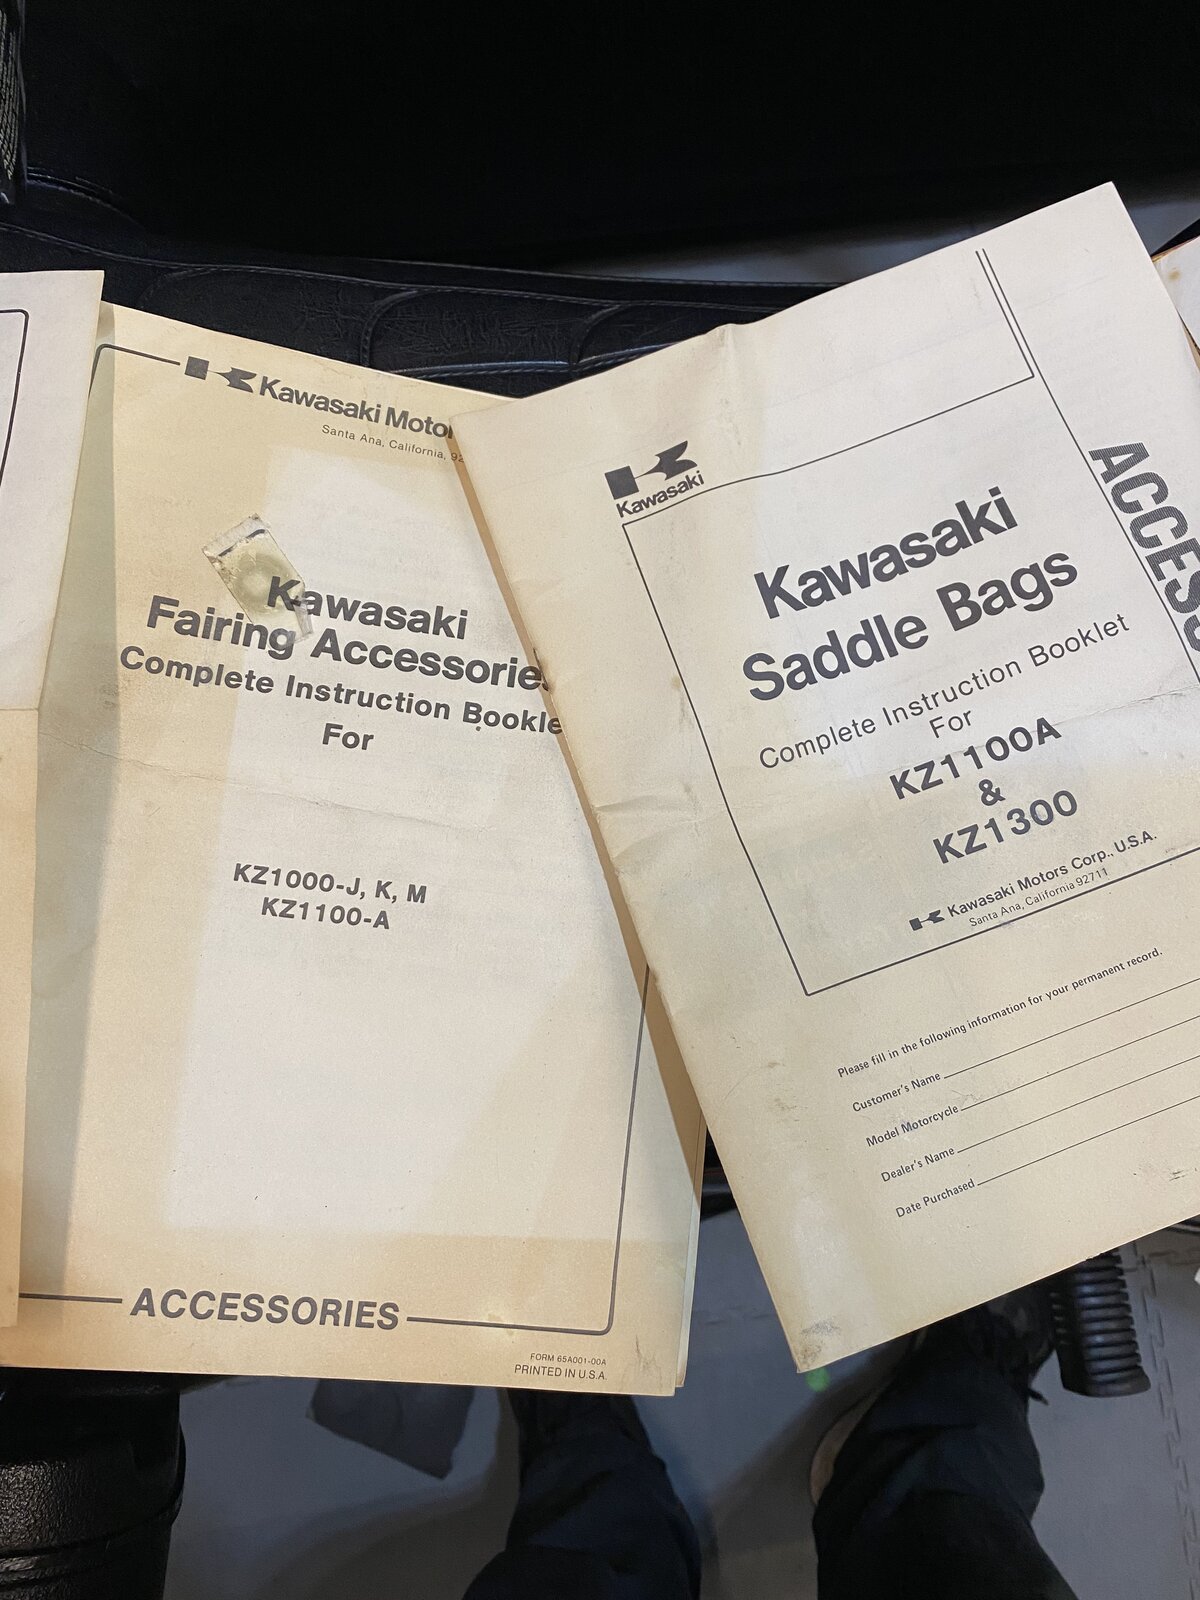 Kawasaki Motor
Santa Ana, California, 92
Kawasaki
Fairing Accessories
Complete Instruction Bookle
For
KZ1000-J, K, M
KZ1100-A
ACCESSORIES
FORM 65A001-00A
PRINTED IN U.S.A.
Kawasaki
Kawasaki
Saddle Bags
Complete Instruction Booklet
For
KZ1100A
&
KZ1300
Kawasaki Motors Corp., U.S.A.
Santa Ana, California 92711
Please fill in the following information for your permanent record.
Customer's Name
Model Motorcycle
Dealer's Name
Date Purchased
ACCESSO